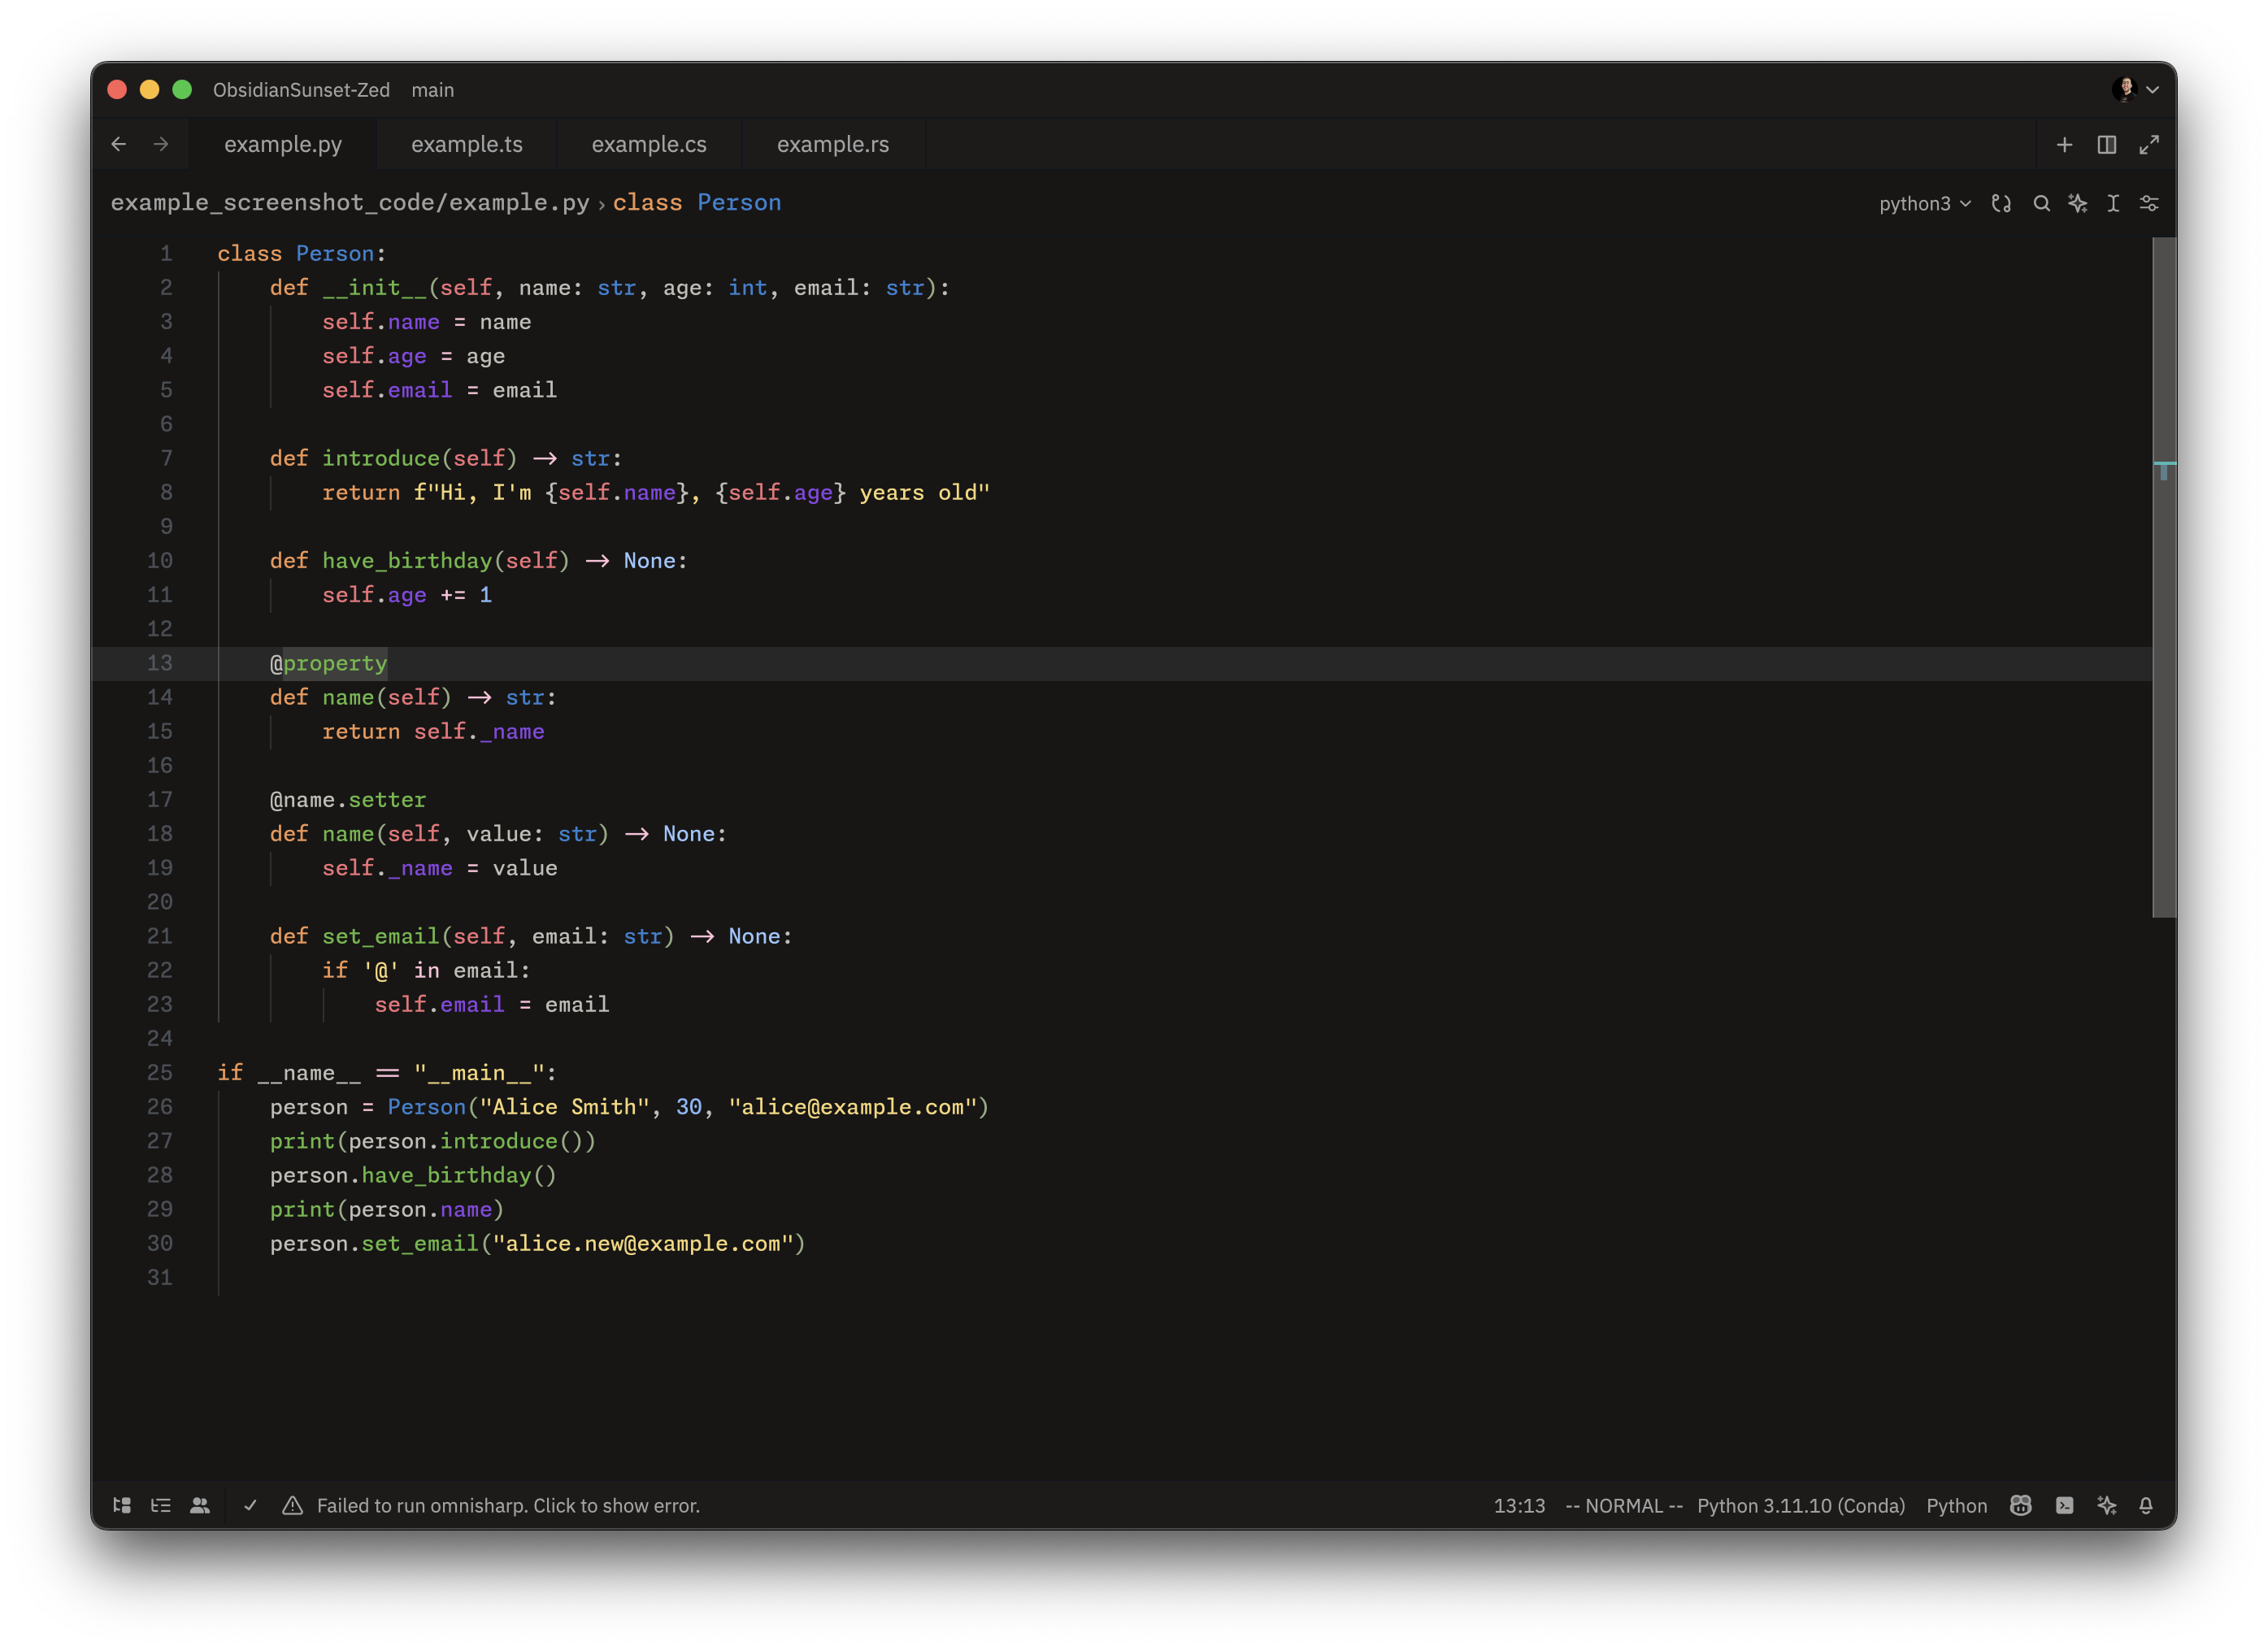 ObsidianSunset-Zed main
example.py example.ts example.cs example.rs
example_screenshot_code/example.py › class Person python3
1 class Person:
2     def __init__(self, name: str, age: int, email: str):
3         self.name = name
4         self.age = age
5         self.email = email
6
7     def introduce(self) -> str:
8         return f"Hi, I'm {self.name}, {self.age} years old"
9
10     def have_birthday(self) -> None:
11         self.age += 1
12
13     @property
14     def name(self) -> str:
15         return self._name
16
17     @name.setter
18     def name(self, value: str) -> None:
19         self._name = value
20
21     def set_email(self, email: str) -> None:
22         if '@' in email:
23             self.email = email
24
25 if __name__ == "__main__":
26     person = Person("Alice Smith", 30, "alice@example.com")
27     print(person.introduce())
28     person.have_birthday()
29     print(person.name)
30     person.set_email("alice.new@example.com")
31
Failed to run omnisharp. Click to show error. 13:13 -- NORMAL -- Python 3.11.10 (Conda) Python